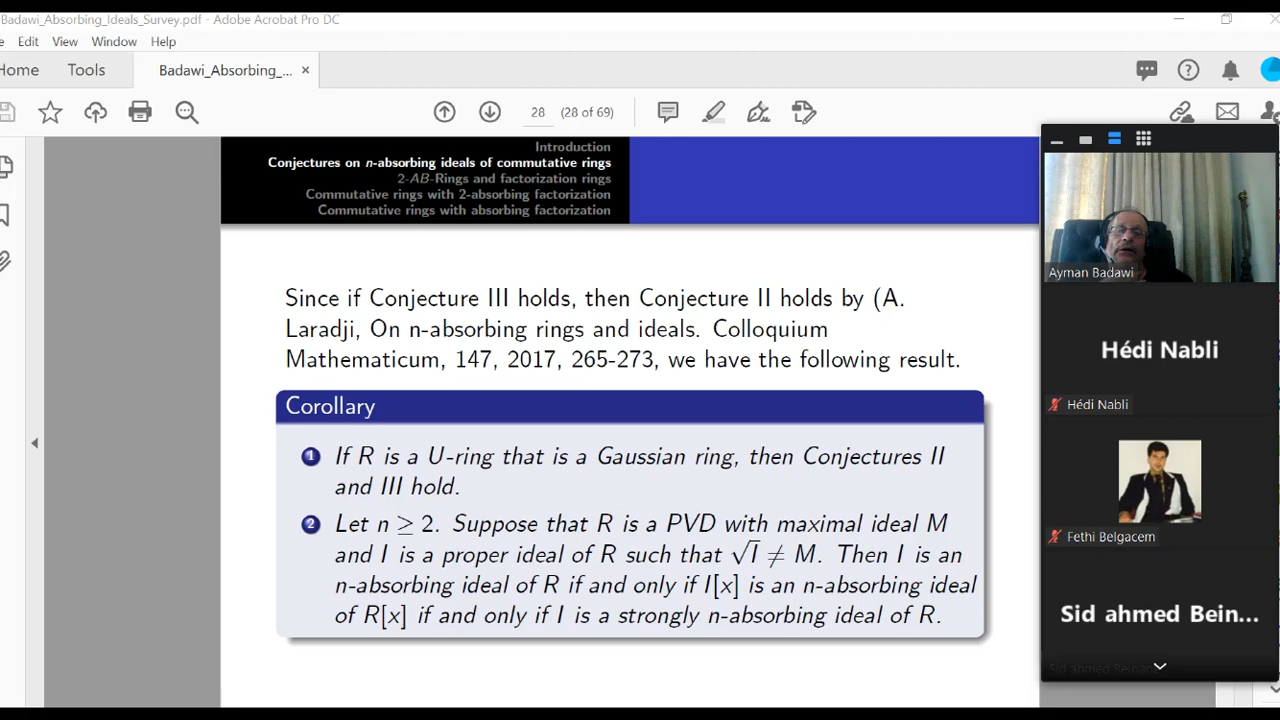 Badawi_Absorbing_Ideals_Survey.pdf - Adobe Acrobat Pro DC
Edit View Window Help
Home Tools Badawi_Absorbing_... ×
28 (28 of 69)
Introduction
Conjectures on n-absorbing ideals of commutative rings
2-AB-Rings and factorization rings
Commutative rings with 2-absorbing factorization
Commutative rings with absorbing factorization
Since if Conjecture III holds, then Conjecture II holds by (A.
Laradji, On n-absorbing rings and ideals. Colloquium
Mathematicum, 147, 2017, 265-273, we have the following result.
Corollary
1 If R is a U-ring that is a Gaussian ring, then Conjectures II
and III hold.
2 Let n ≥ 2. Suppose that R is a PVD with maximal ideal M
and I is a proper ideal of R such that √I ≠ M. Then I is an
n-absorbing ideal of R if and only if I[x] is an n-absorbing ideal
of R[x] if and only if I is a strongly n-absorbing ideal of R.
Ayman Badawi
Hédi Nabli
Hédi Nabli
Fethi Belgacem
Sid ahmed Bein...